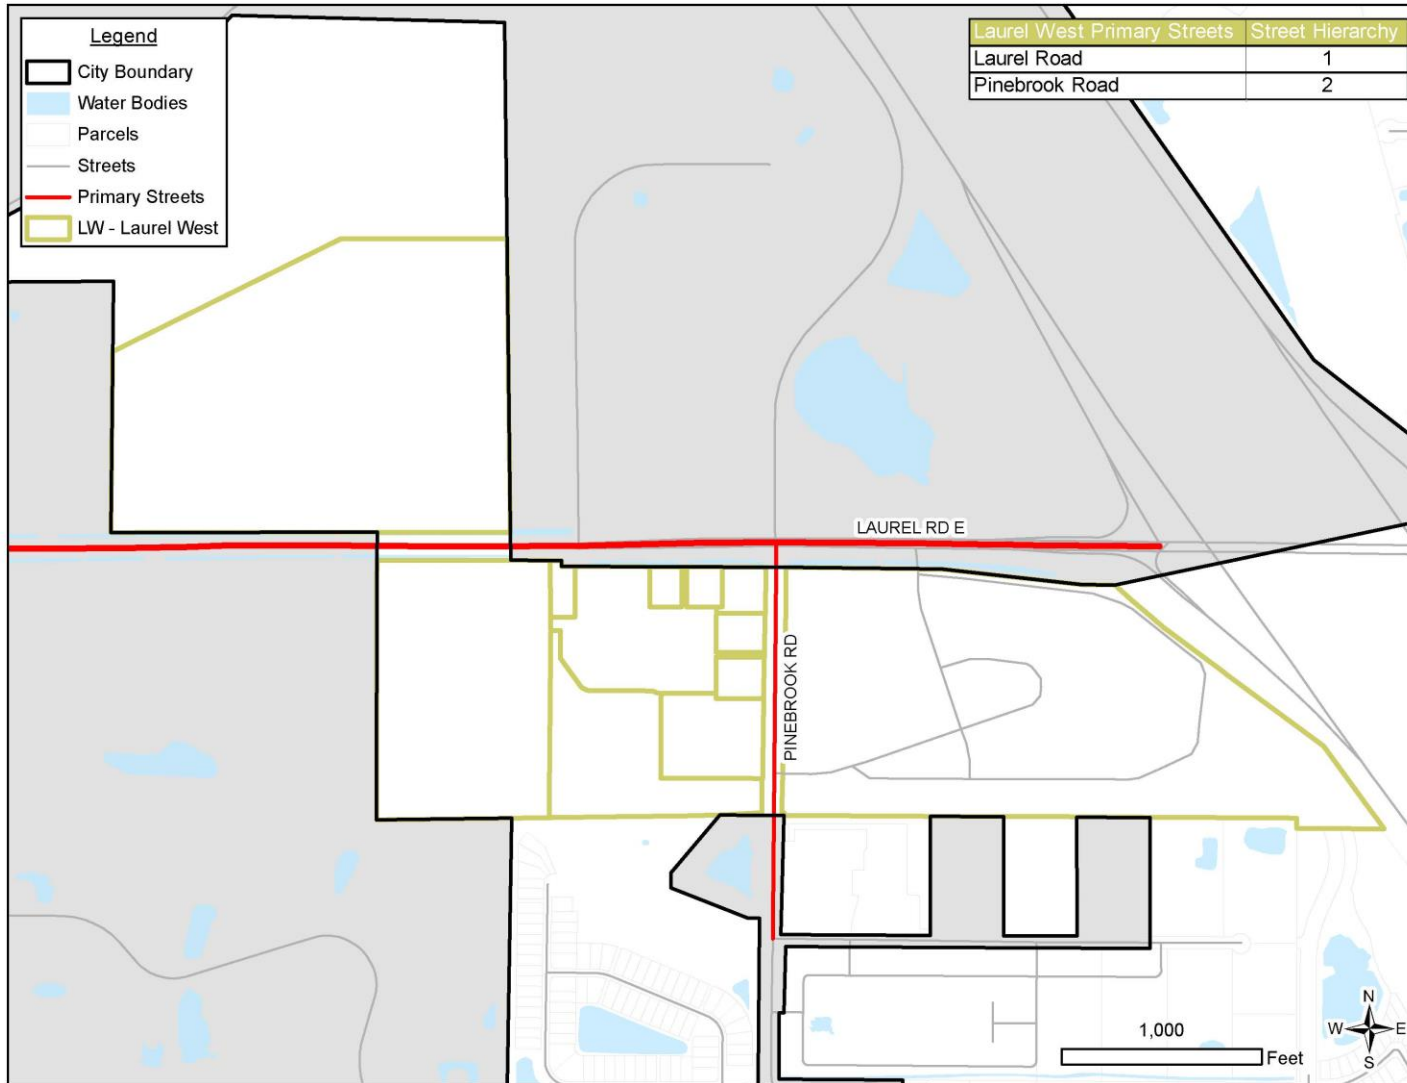 Legend
City Boundary
Water Bodies
Parcels
Streets
Primary Streets
LW - Laurel West
Laurel West Primary Streets Street Hierarchy
Laurel Road 1
Pinebrook Road 2
LAUREL RD E
PINEBROOK RD
1,000
Feet
N
W E
S